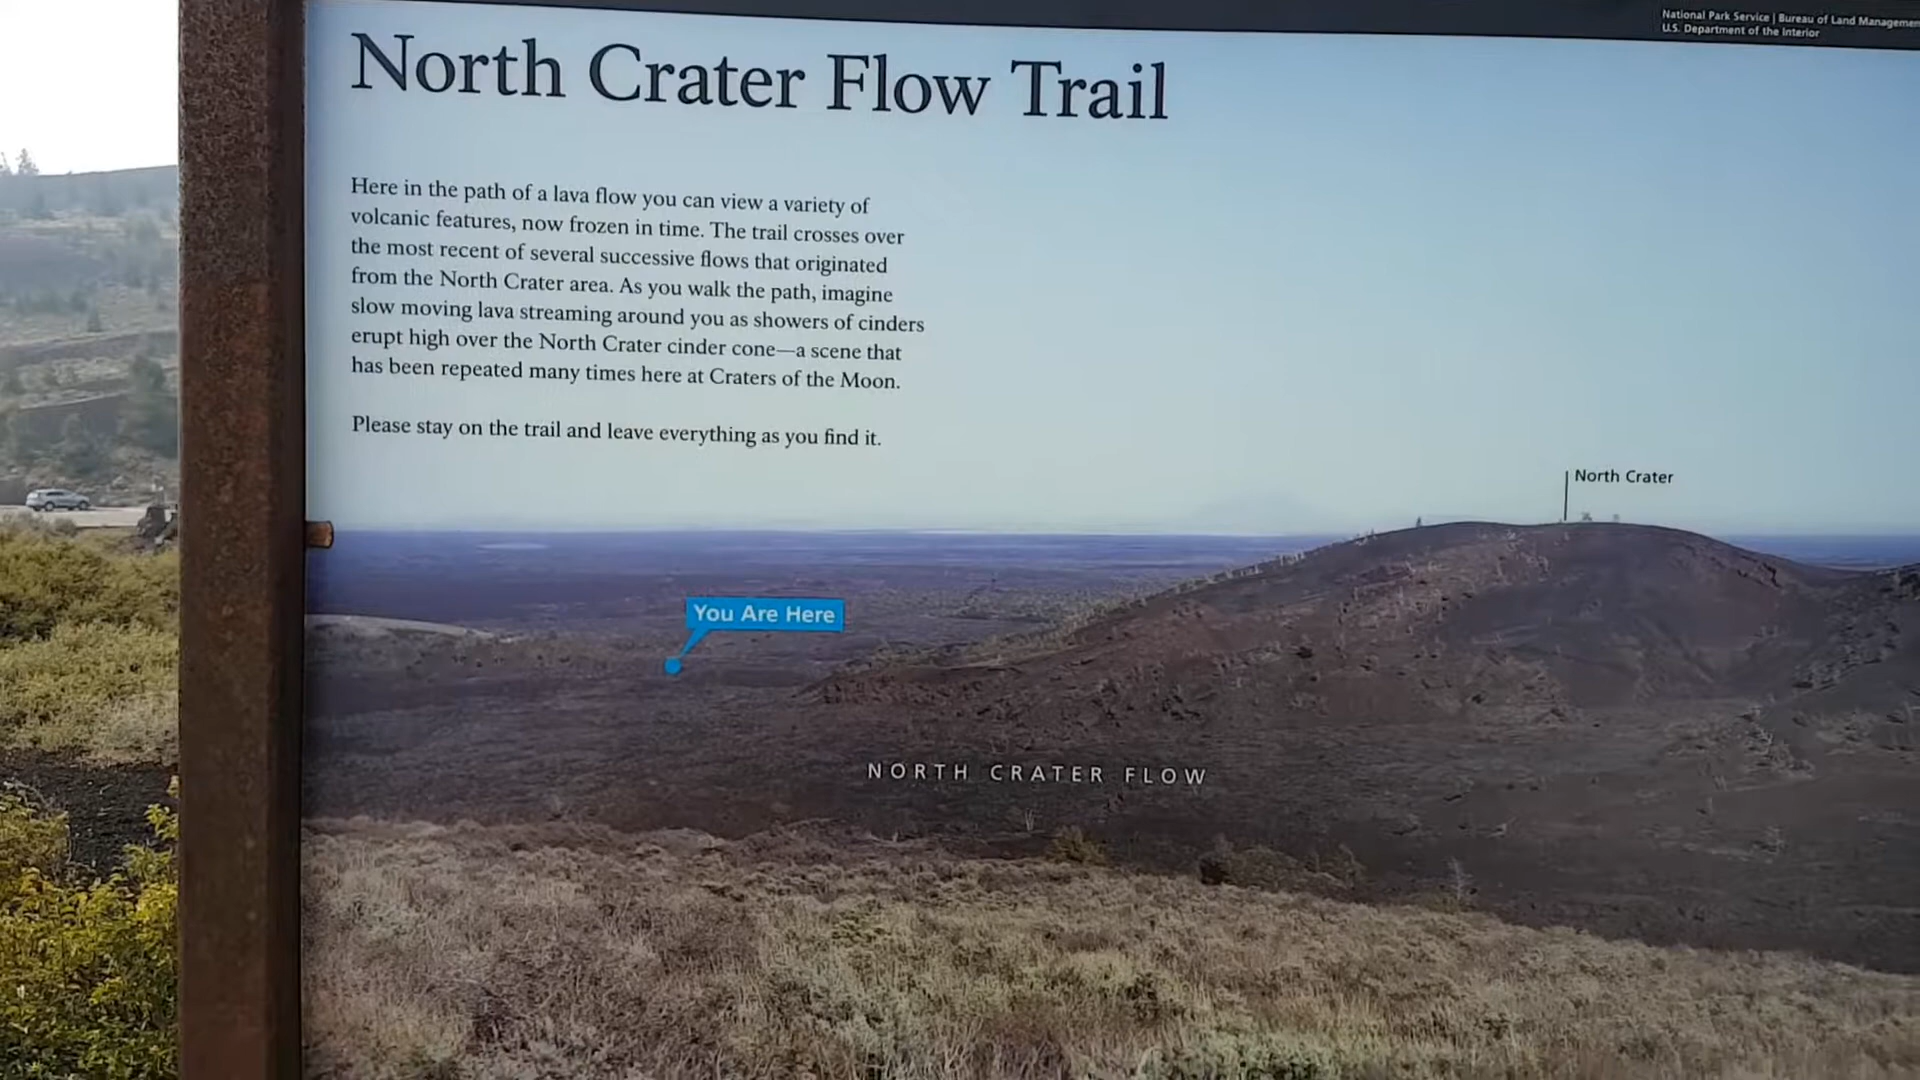 National Park Service | Bureau of Land Management
U.S. Department of the Interior
North Crater Flow Trail
Here in the path of a lava flow you can view a variety of
volcanic features, now frozen in time. The trail crosses over
the most recent of several successive flows that originated
from the North Crater area. As you walk the path, imagine
slow moving lava streaming around you as showers of cinders
erupt high over the North Crater cinder cone—a scene that
has been repeated many times here at Craters of the Moon.
Please stay on the trail and leave everything as you find it.
North Crater
You Are Here
NORTH CRATER FLOW